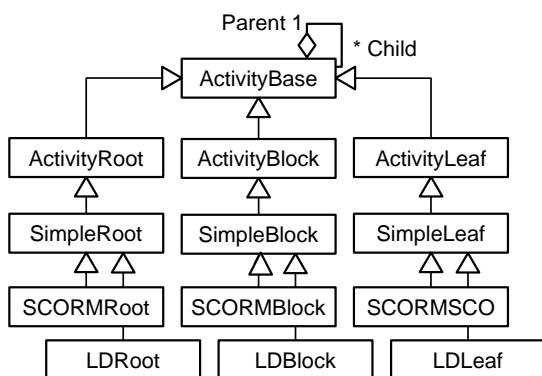 Parent 1
* Child
ActivityBase
ActivityRoot ActivityBlock ActivityLeaf
SimpleRoot SimpleBlock SimpleLeaf
SCORMRoot SCORMBlock SCORMSCO
LDRoot LDBlock LDLeaf